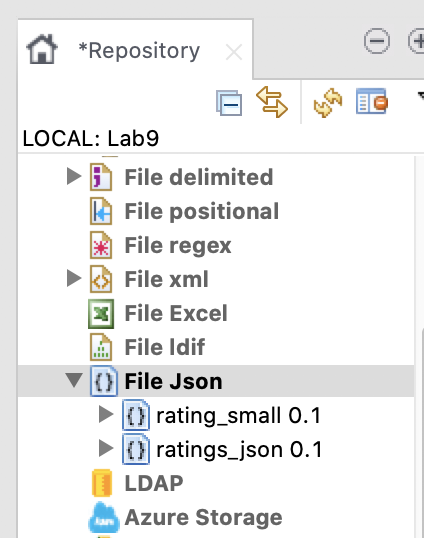 *Repository
LOCAL: Lab9
File delimited
File positional
File regex
File xml
File Excel
File ldif
File Json
rating_small 0.1
ratings_json 0.1
LDAP
Azure Storage